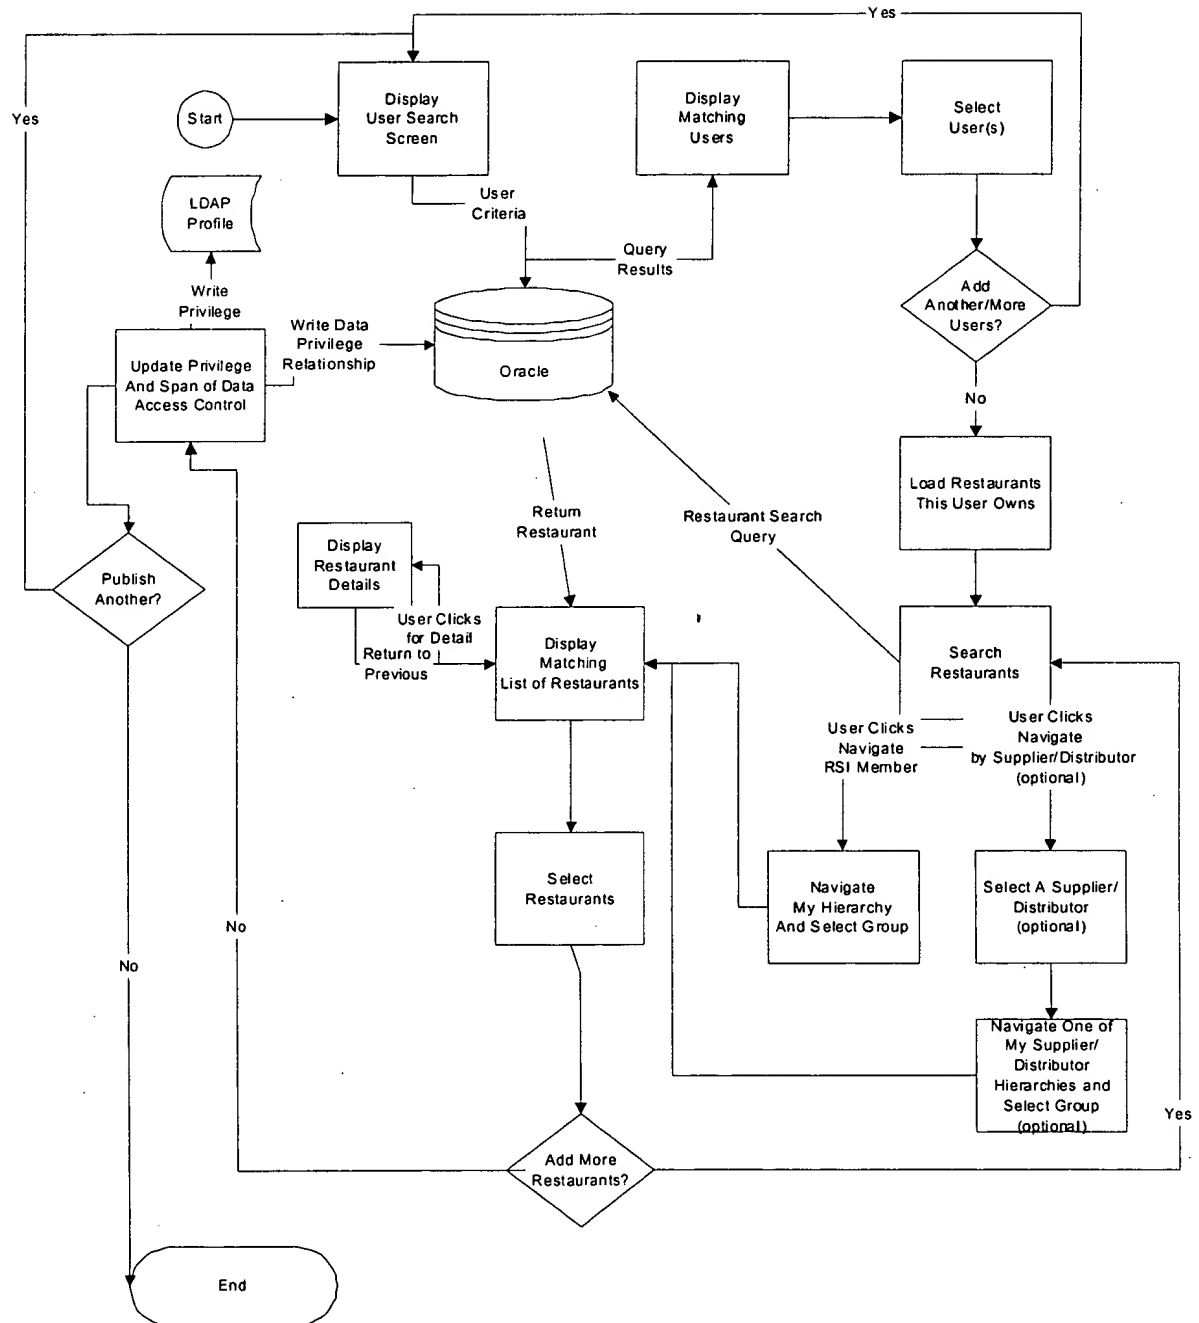 Yes
Yes
Start
Display
User Search
Screen
Display
Matching
Users
Select
User(s)
LDAP
Profile
User
Criteria
Query
Results
Add
Another/More
Users?
Write
Privilege
Write Data
Privilege
Relationship
Oracle
Update Privilege
And Span of Data
Access Control
No
Load Restaurants
This User Owns
Return
Restaurant
Restaurant Search
Query
Display
Restaurant
Details
Publish
Another?
User Clicks
for Detail
Return to
Previous
Display
Matching
List of Restaurants
Search
Restaurants
User Clicks
Navigate
RSI Member
User Clicks
Navigate
by Supplier/Distributor
(optional)
Select
Restaurants
Navigate
My Hierarchy
And Select Group
Select A Supplier/
Distributor
(optional)
No
No
Navigate One of
My Supplier/
Distributor
Hierarchies and
Select Group
(optional)
Yes
Add More
Restaurants?
End